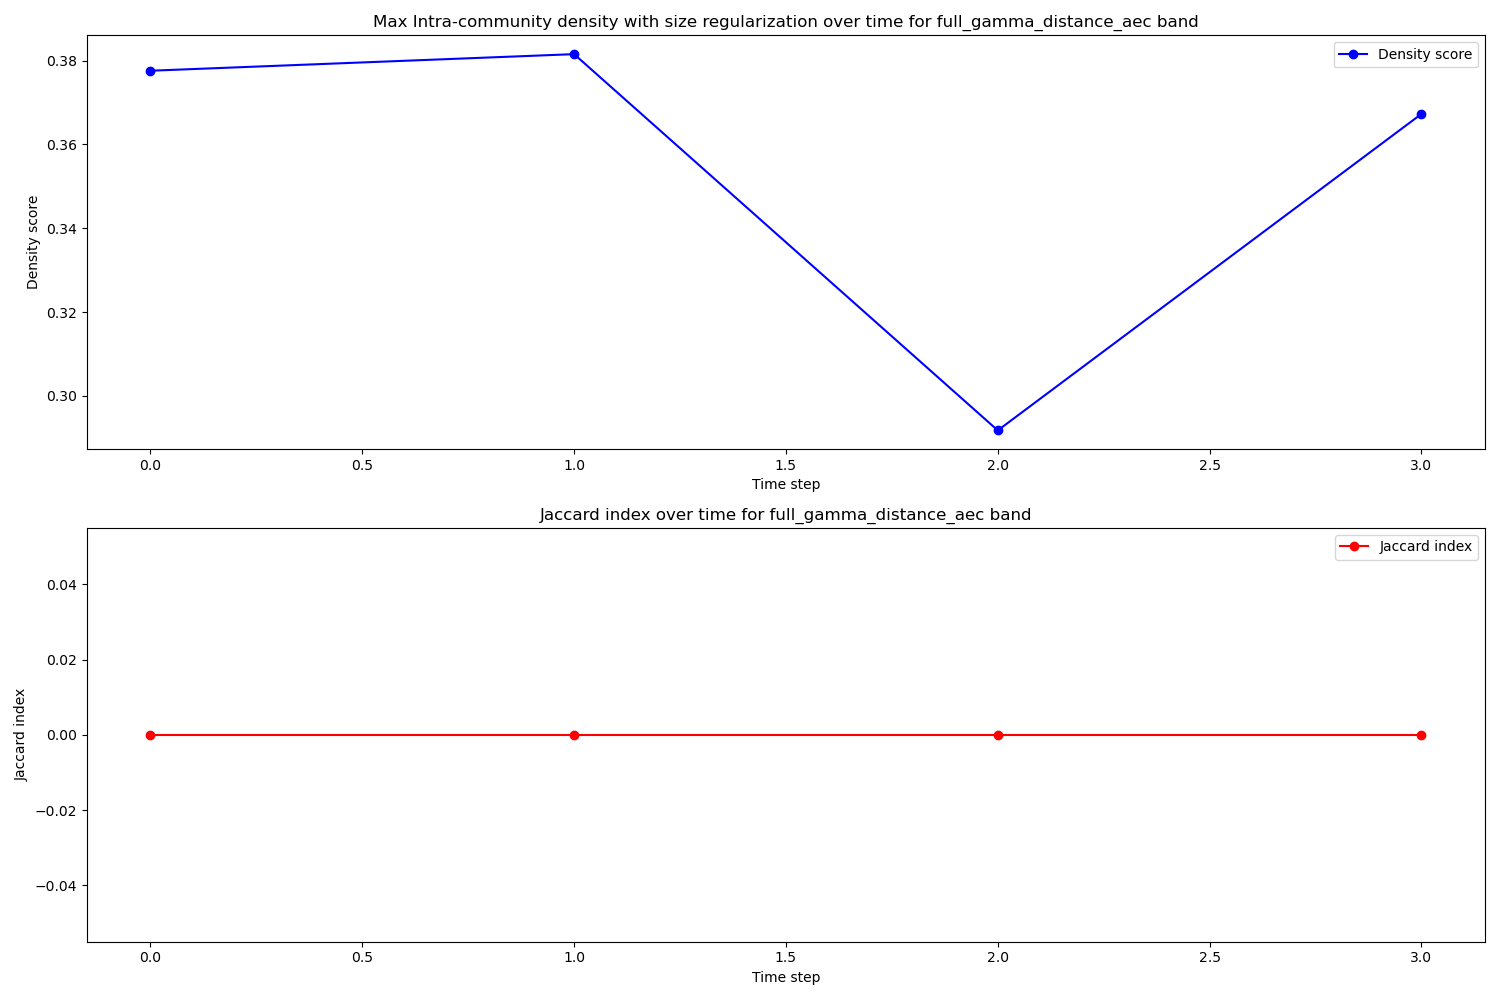 Max Intra-community density with size regularization over time for full_gamma_distance_aec band
Density score
0.38
0.36
0.34
0.32
0.30
Density score
0.0 0.5 1.0 1.5 2.0 2.5 3.0
Time step
Jaccard index over time for full_gamma_distance_aec band
Jaccard index
0.04
0.02
0.00
−0.02
−0.04
Jaccard index
0.0 0.5 1.0 1.5 2.0 2.5 3.0
Time step